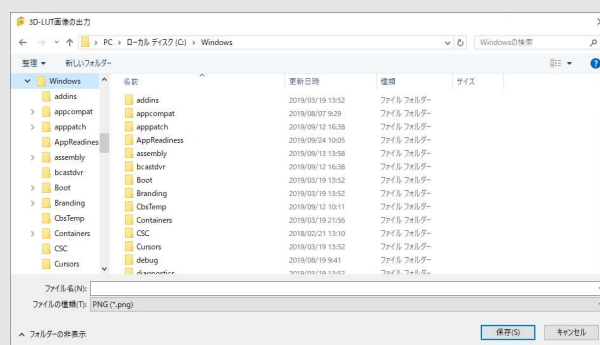 3D-LUT画像の出力
PC › ローカル ディスク (C:) › Windows
Windowsの検索
整理 新しいフォルダー
名前 更新日時 種類 サイズ
Windows
addins
appcompat
apppatch
AppReadines
assembly
bcastdvr
Boot
Branding
CbsTemp
Containers
CSC
Cursors
addins 2019/03/19 13:52 ファイル フォルダー
appcompat 2019/08/07 9:29 ファイル フォルダー
apppatch 2019/09/12 16:38 ファイル フォルダー
AppReadiness 2019/09/24 10:05 ファイル フォルダー
assembly 2019/09/13 13:58 ファイル フォルダー
bcastdvr 2019/09/12 16:38 ファイル フォルダー
Boot 2019/03/19 13:52 ファイル フォルダー
Branding 2019/03/19 13:52 ファイル フォルダー
CbsTemp 2019/09/12 10:11 ファイル フォルダー
Containers 2019/03/19 21:56 ファイル フォルダー
CSC 2018/02/21 13:10 ファイル フォルダー
Cursors 2019/03/19 13:52 ファイル フォルダー
debug 2019/08/19 9:41 ファイル フォルダー
diagnostics 2019/03/19 13:52 ファイル フォルダー
ファイル名(N):
ファイルの種類(T): PNG (*.png)
フォルダーの非表示
保存(S) キャンセル